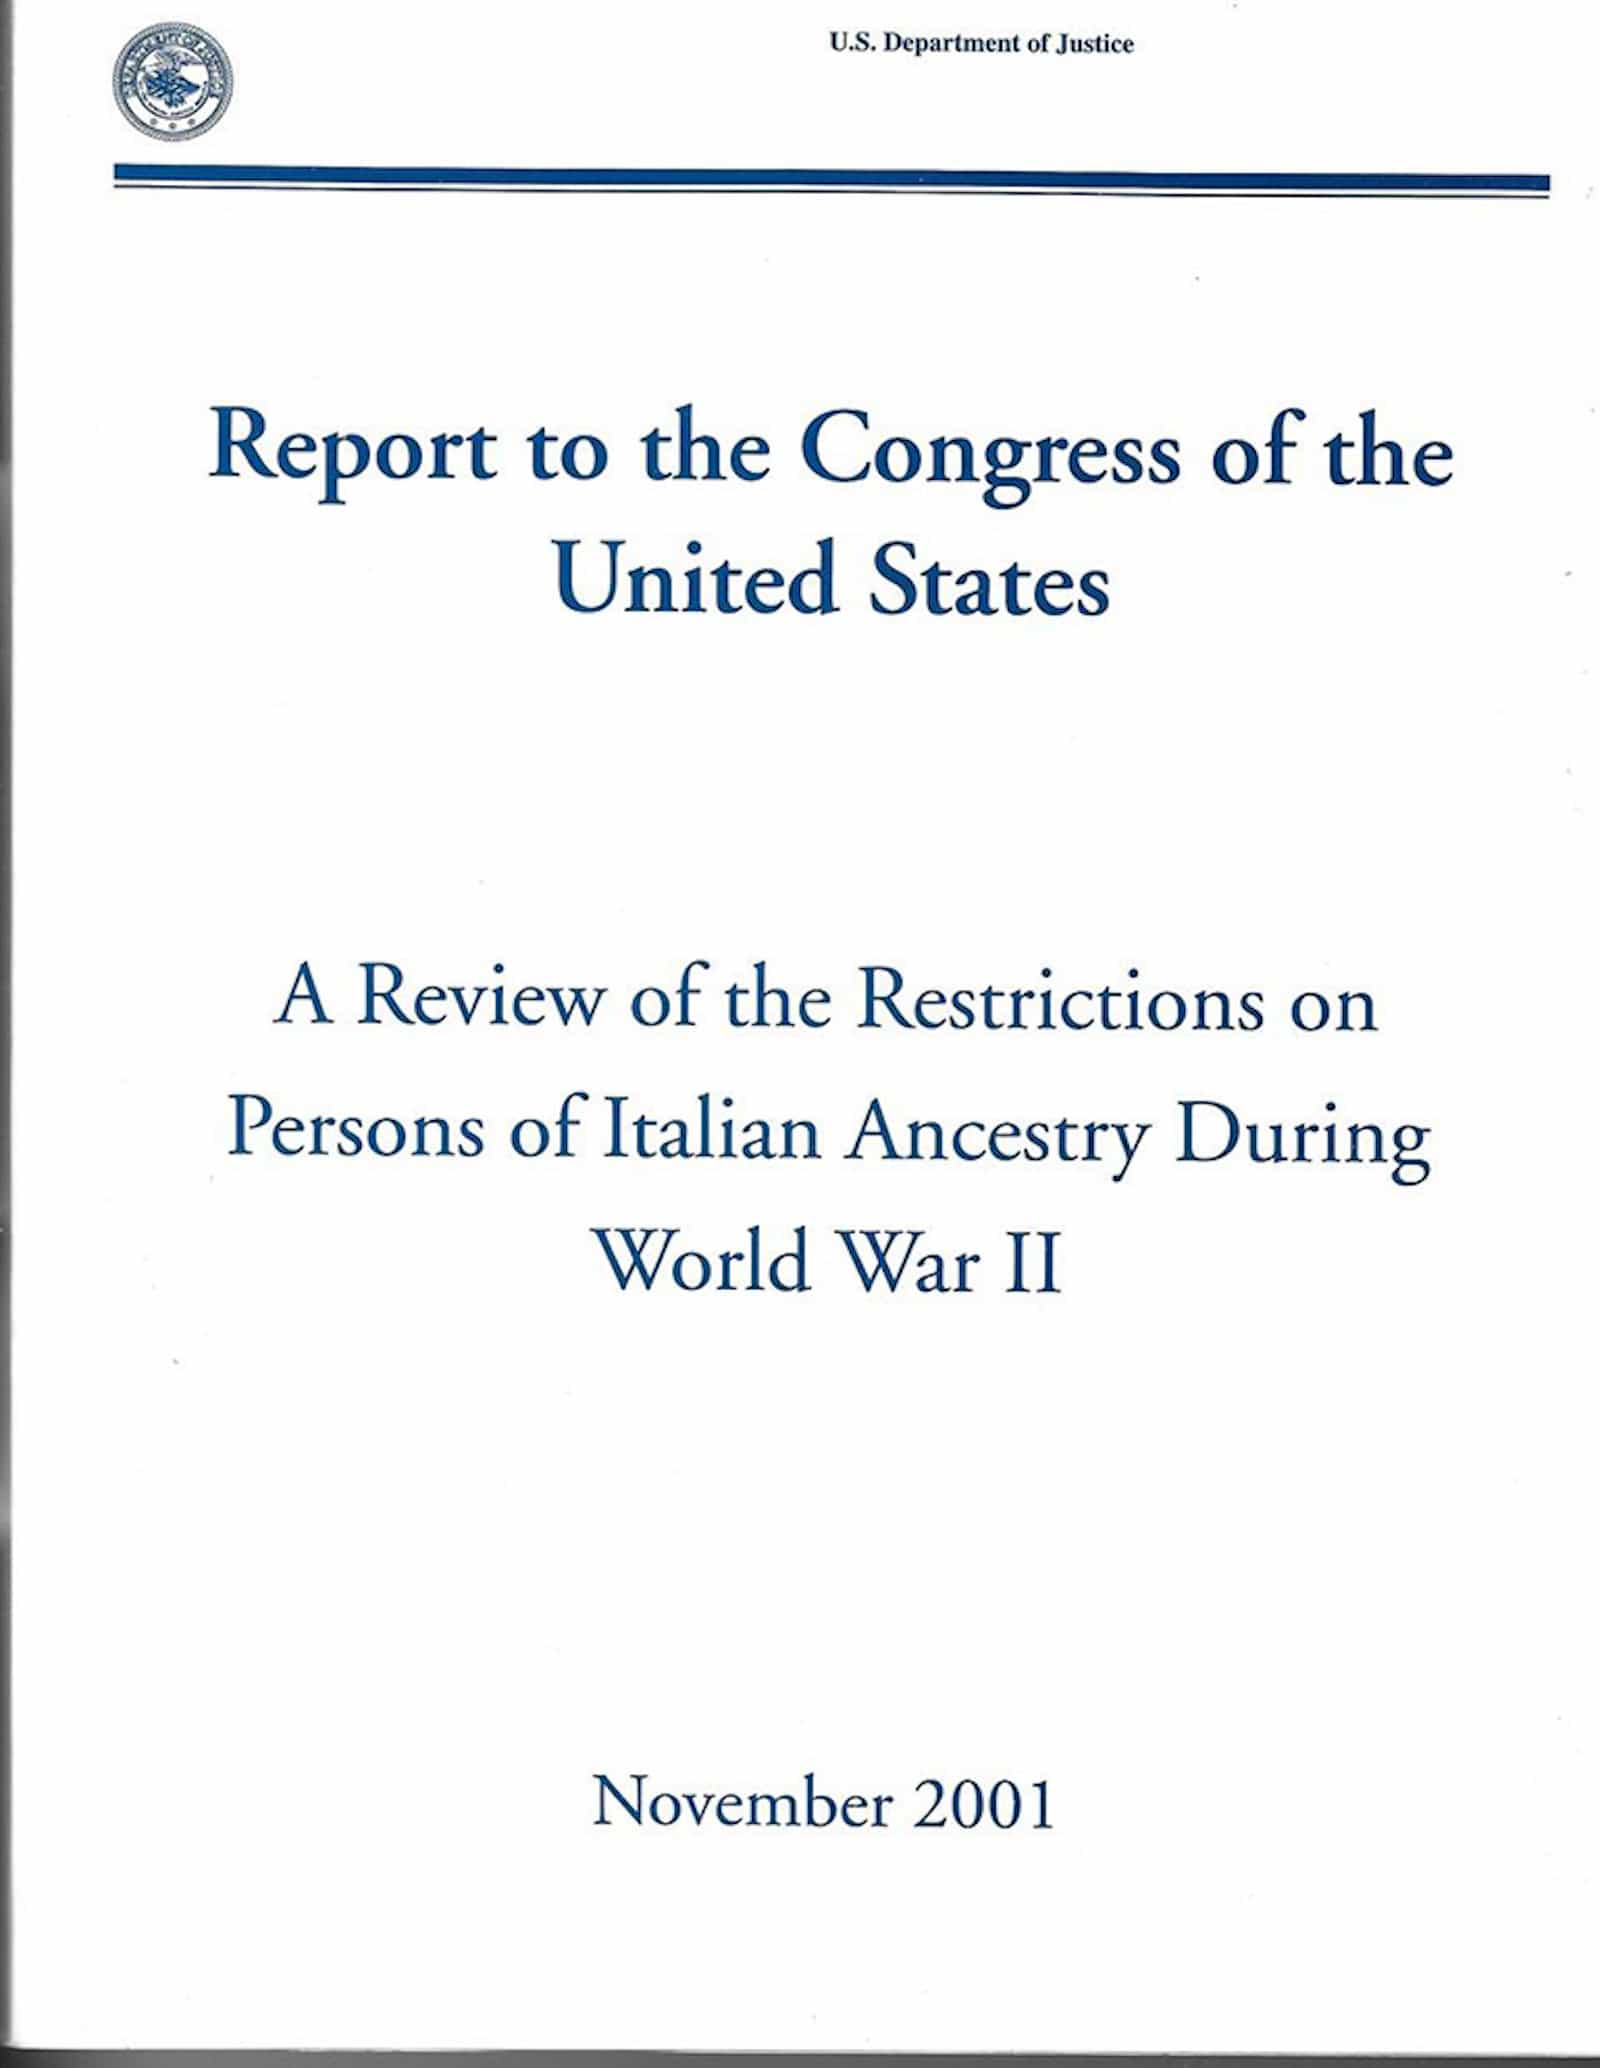 U.S. Department of Justice
Report to the Congress of the
United States
A Review of the Restrictions on
Persons of Italian Ancestry During
World War II
November 2001